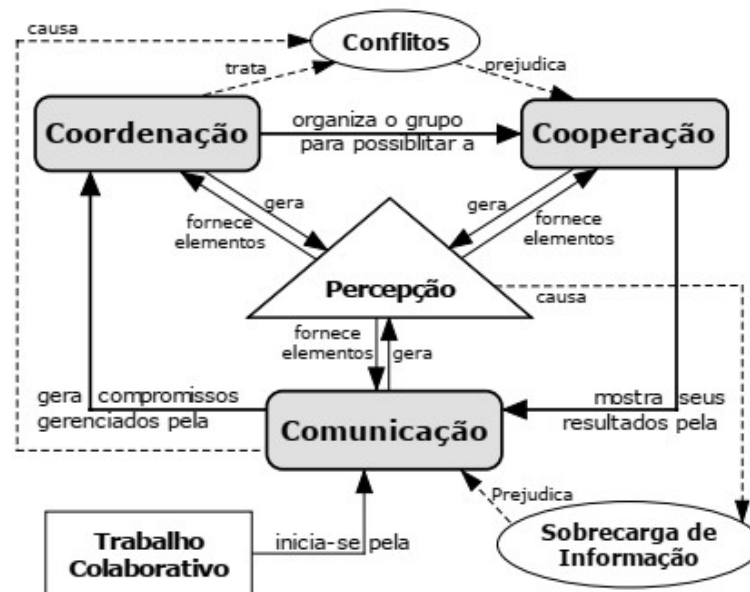 causa
Conflitos
trata
prejudica
Coordenação
organiza o grupo
para possiblitar a
Cooperação
gera
fornece
elementos
gera
fornece
elementos
Percepção
causa
fornece
elementos
gera
gera compromissos
gerenciados pela
mostra seus
resultados pela
Comunicação
Prejudica
Trabalho
Colaborativo
inicia-se pela
Sobrecarga de
Informação